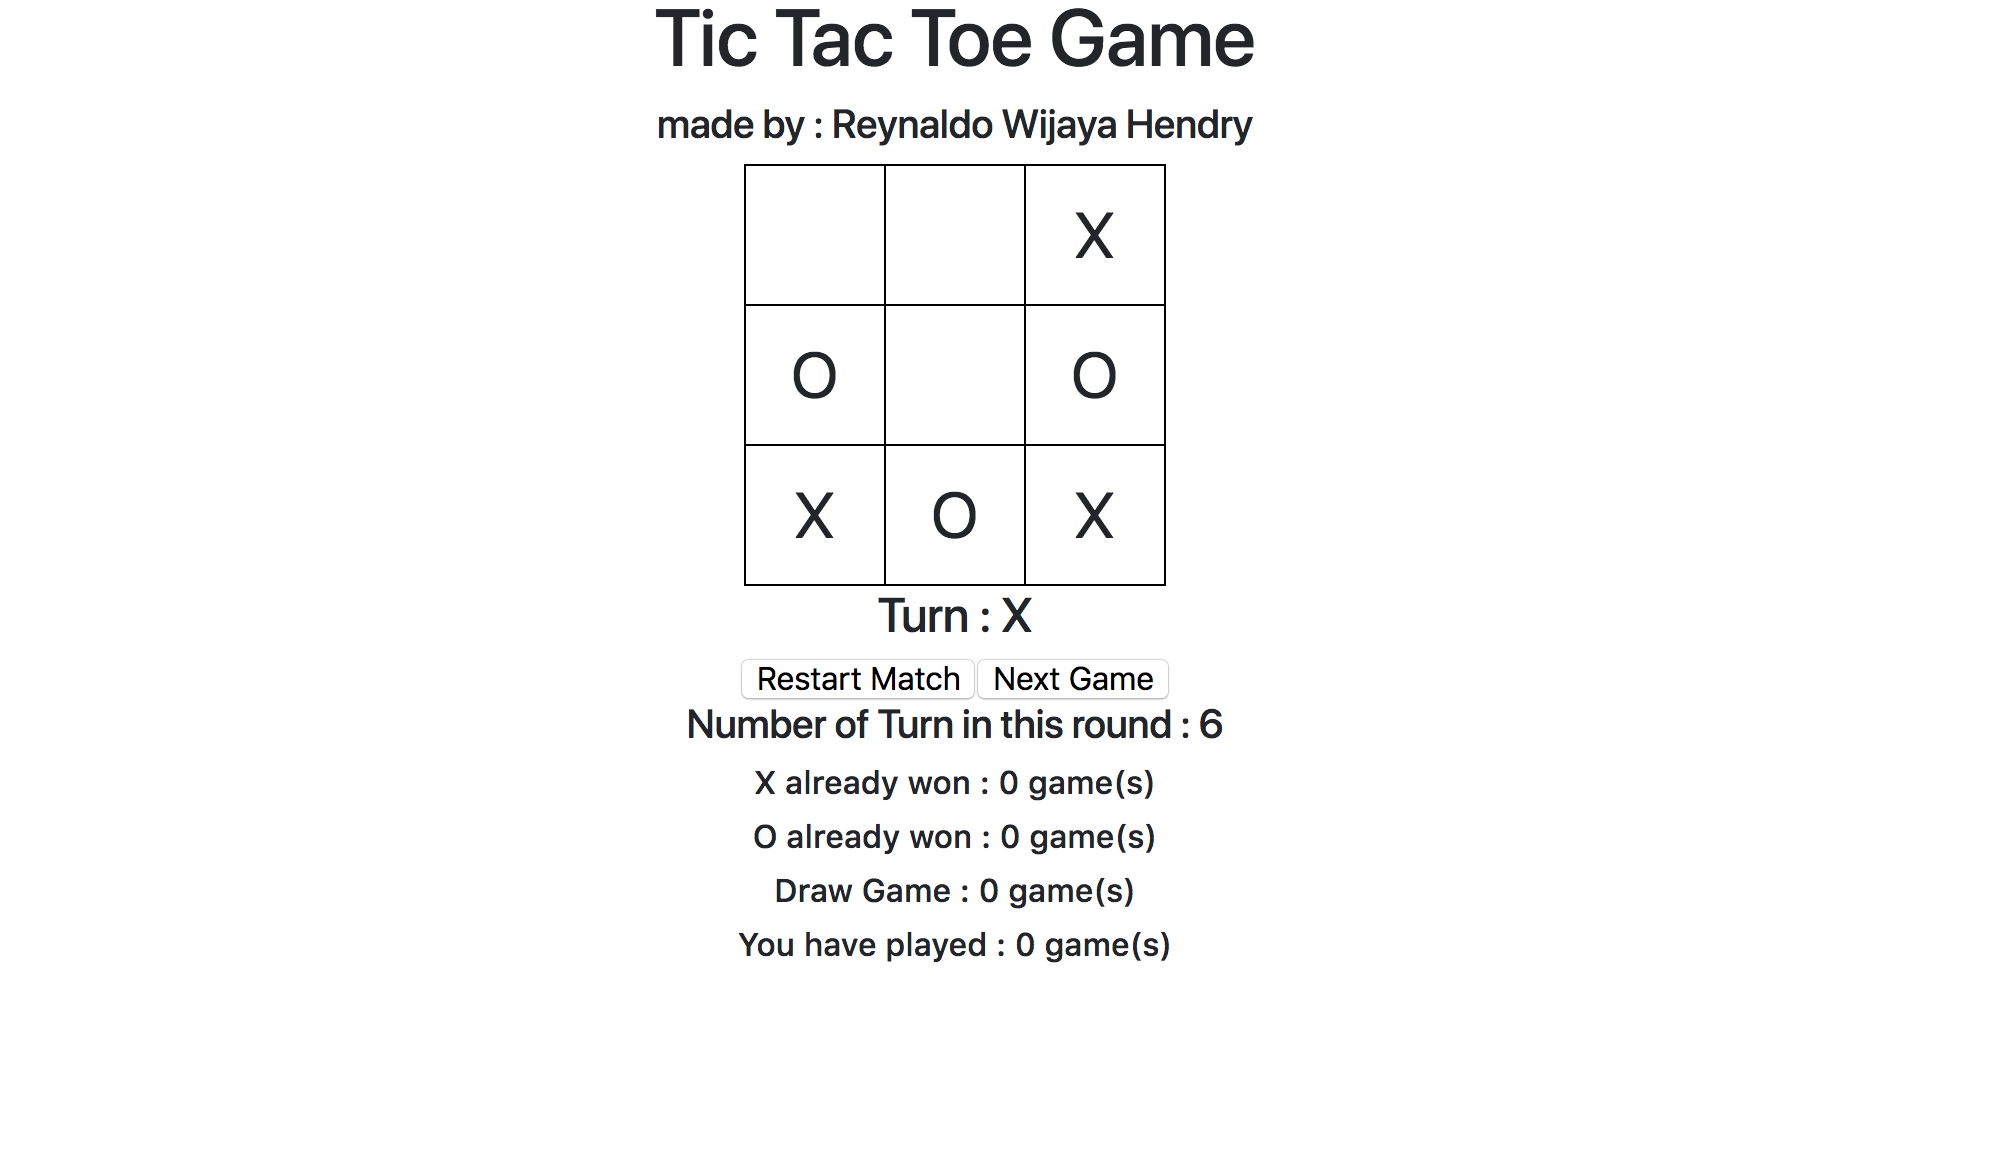 Tic Tac Toe Game
made by : Reynaldo Wijaya Hendry
X
O O
X O X
Turn : X
Restart Match Next Game
Number of Turn in this round : 6
X already won : 0 game(s)
O already won : 0 game(s)
Draw Game : 0 game(s)
You have played : 0 game(s)